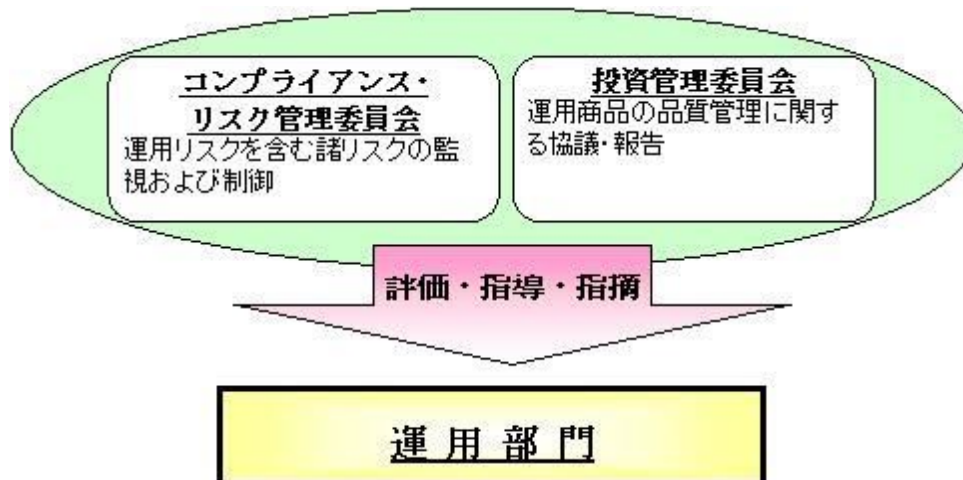 コンプライアンス・
リスク管理委員会
運用リスクを含む諸リスクの監
視および制御
投資管理委員会
運用商品の品質管理に関す
る協議・報告
評価・指導・指摘
運用部門